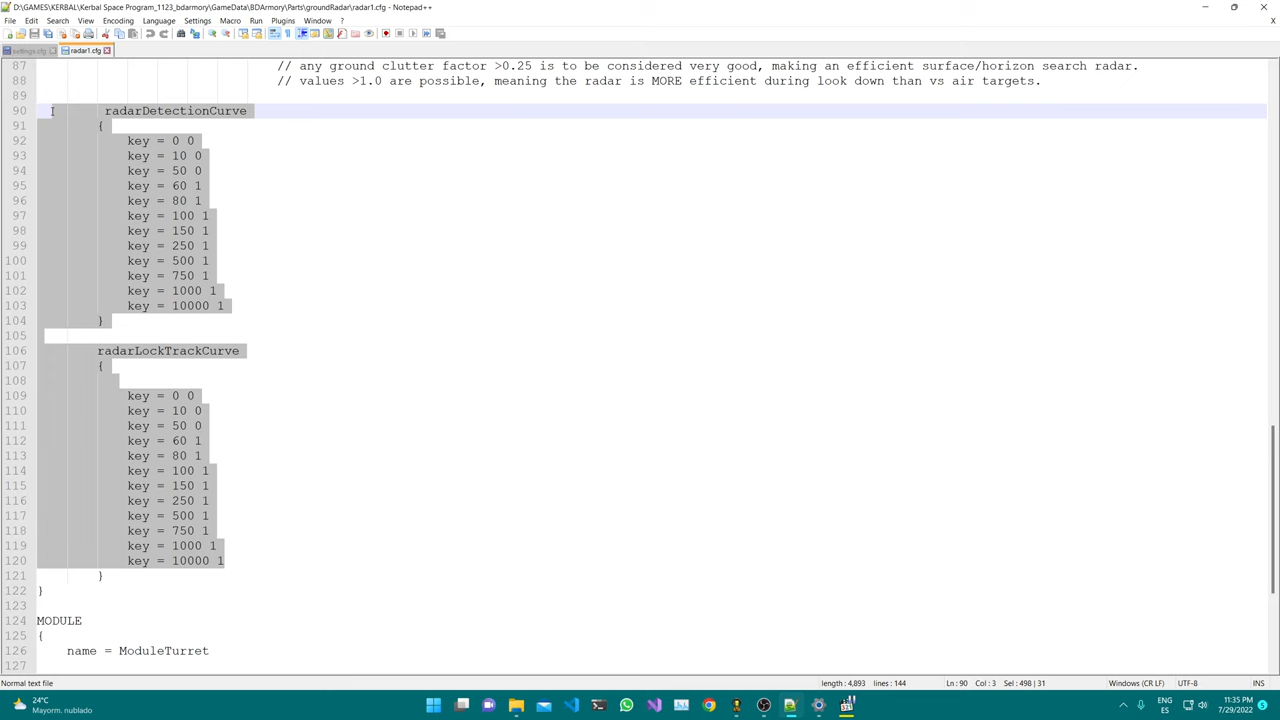 D:\GAMES\KERBAL\Kerbal Space Program_1123_bdarmory\GameData\BDArmory\Parts\groundRadar\radar1.cfg - Notepad++
File Edit Search View Encoding Language Settings Macro Run Plugins Window ?
settings.cfg radar1.cfg
87 // any ground clutter factor >0.25 is to be considered very good, making an efficient surface/horizon search radar.
88 // values >1.0 are possible, meaning the radar is MORE efficient during look down than vs air targets.
89
90 radarDetectionCurve
91 {
92 key = 0 0
93 key = 10 0
94 key = 50 0
95 key = 60 1
96 key = 80 1
97 key = 100 1
98 key = 150 1
99 key = 250 1
100 key = 500 1
101 key = 750 1
102 key = 1000 1
103 key = 10000 1
104 }
105
106 radarLockTrackCurve
107 {
108
109 key = 0 0
110 key = 10 0
111 key = 50 0
112 key = 60 1
113 key = 80 1
114 key = 100 1
115 key = 150 1
116 key = 250 1
117 key = 500 1
118 key = 750 1
119 key = 1000 1
120 key = 10000 1
121 }
122 }
123
124 MODULE
125 {
126 name = ModuleTurret
127
Normal text file length : 4,893 lines : 144 Ln : 90 Col : 3 Sel : 498 | 31 Windows (CR LF) UTF-8 INS
24°C
Mayorm. nublado
ENG
ES
11:35 PM
7/29/2022